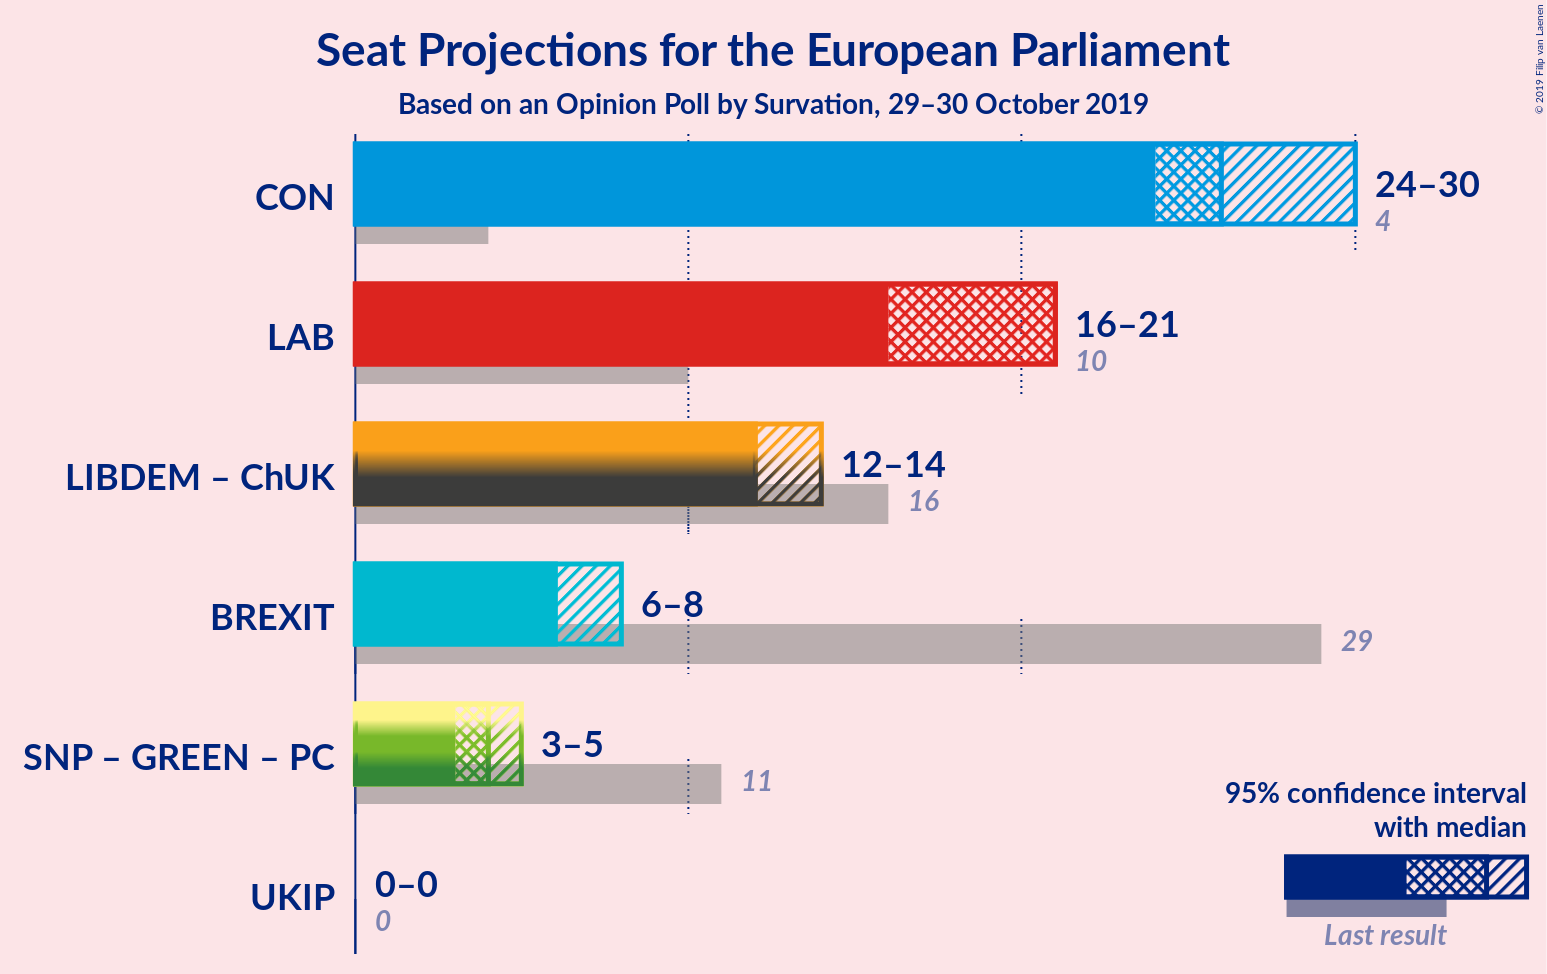 Seat Projections for the European Parliament
Based on an Opinion Poll by Survation, 29–30 October 2019
© 2019 Filip van Laenen
CON
24–30
4
LAB
16–21
10
LIBDEM – ChUK
12–14
16
BREXIT
6–8
29
SNP – GREEN – PC
3–5
11
UKIP
0–0
0
95% confidence interval
with median
Last result